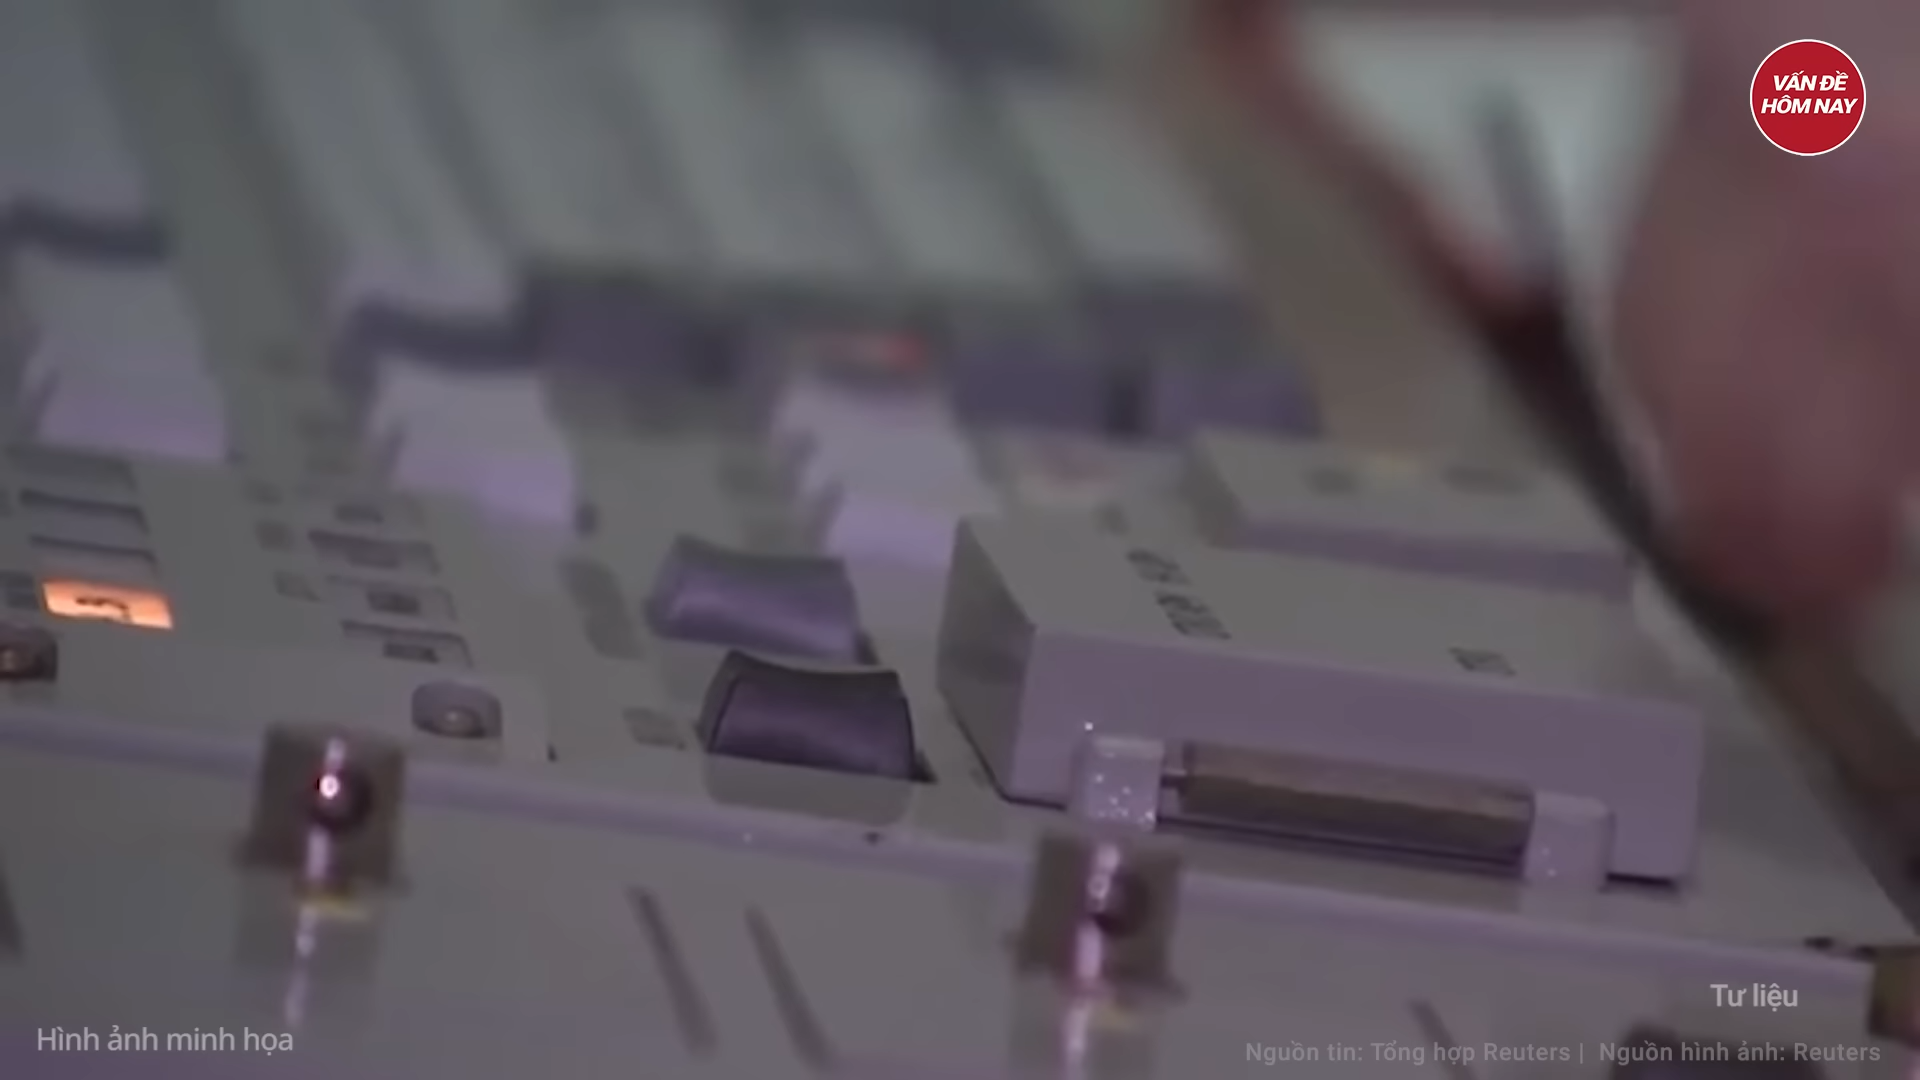 VẤN ĐỀ
HÔM NAY
Tư liệu
Hình ảnh minh họa
Nguồn tin: Tổng hợp Reuters | Nguồn hình ảnh: Reuters